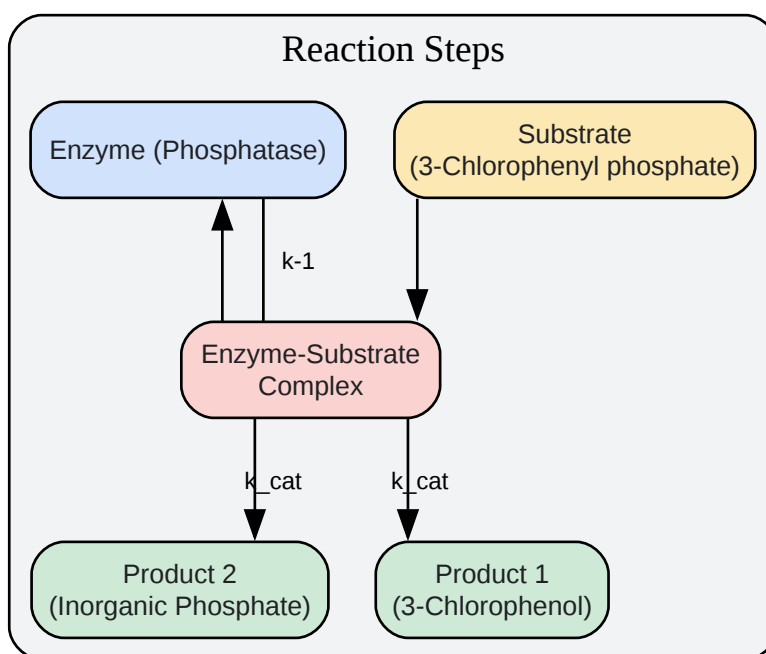 Reaction Steps
Enzyme (Phosphatase)
Substrate
(3-Chlorophenyl phosphate)
k-1
Enzyme-Substrate
Complex
k_cat
k_cat
Product 2
(Inorganic Phosphate)
Product 1
(3-Chlorophenol)